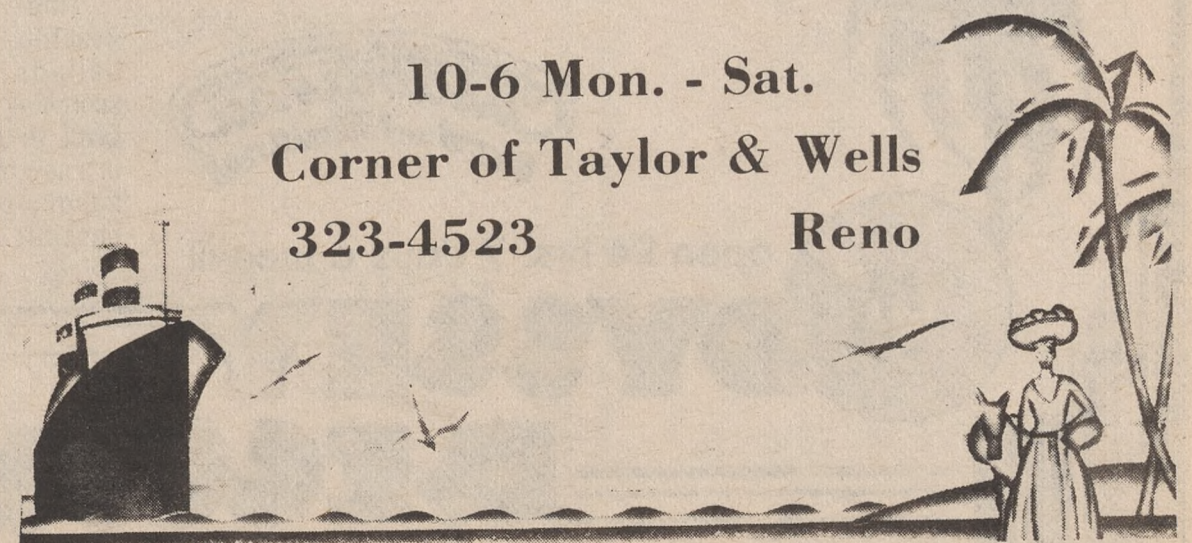 10-6 Mon. - Sat.
Corner of Taylor & Wells
323-4523 Reno